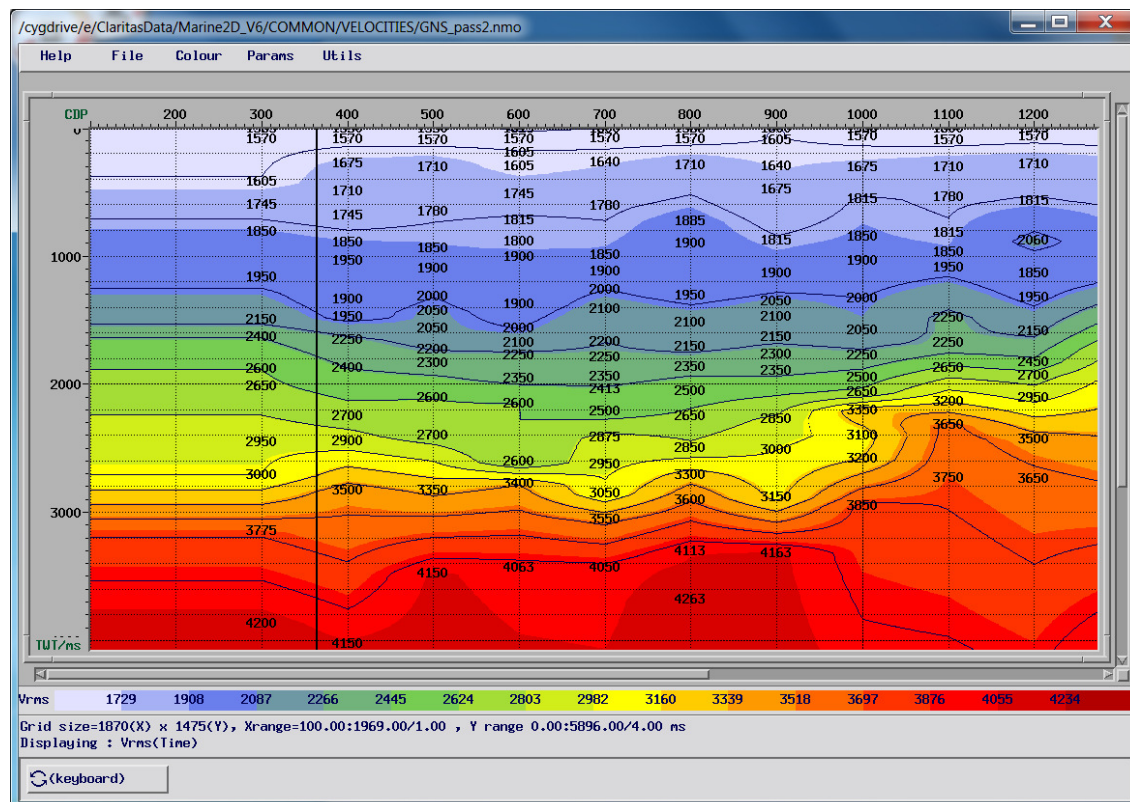 /cygdrive/e/ClaritasData/Marine2D_V6/COMMON/VELOCITIES/GNS_pass2.nmo
Help File Colour Params Utils
CDP 200 300 400 500 600 700 800 900 1000 1100 1200
0
1570 1570 1570 1570 1570 1570 1570 1570
1605
1675 1710 1605 1640 1710 1640 1675 1710 1710
1605 1710 1745 1675
1745 1745 1780 1815 1780 1885 1815 1780 1815
1850 1850 1850 1800 1850 1900 1815 1850 1815 2060
1000
1950 1900 1900 1900 1900 1900 1850 1950 1850
1950 1900 2000 1900 2000 1950 2050 2000 1950
2150 1950 2050 2000 2100 2100 2100 2050 2250 2150
2400 2250 2200 2100 2200 2150 2150 2250 2250
2250 2250 2300
2600 2400 2300 2350 2350 2350 2350 2500 2650 2450
2000
2650 2600 2600 2413 2500 2650 2700
2700 2500 2650 2850 3350 3200 2950
2950 2900 2700 2875 2850 3000 3100 3650 3500
3000 2600 2950 3300 3200
3500 3350 3400 3050 3600 3150 3750 3650
3000
3775 3550 3850
4150 4063 4050 4113 4163
4263
4200 4150
TWT/ms
Vrms 1729 1908 2087 2266 2445 2624 2803 2982 3160 3339 3518 3697 3876 4055 4234
Grid size=1870(X) x 1475(Y), Xrange=100.00:1969.00/1.00 , Y range 0.00:5896.00/4.00 ms
Displaying : Vrms(Time)
(keyboard)